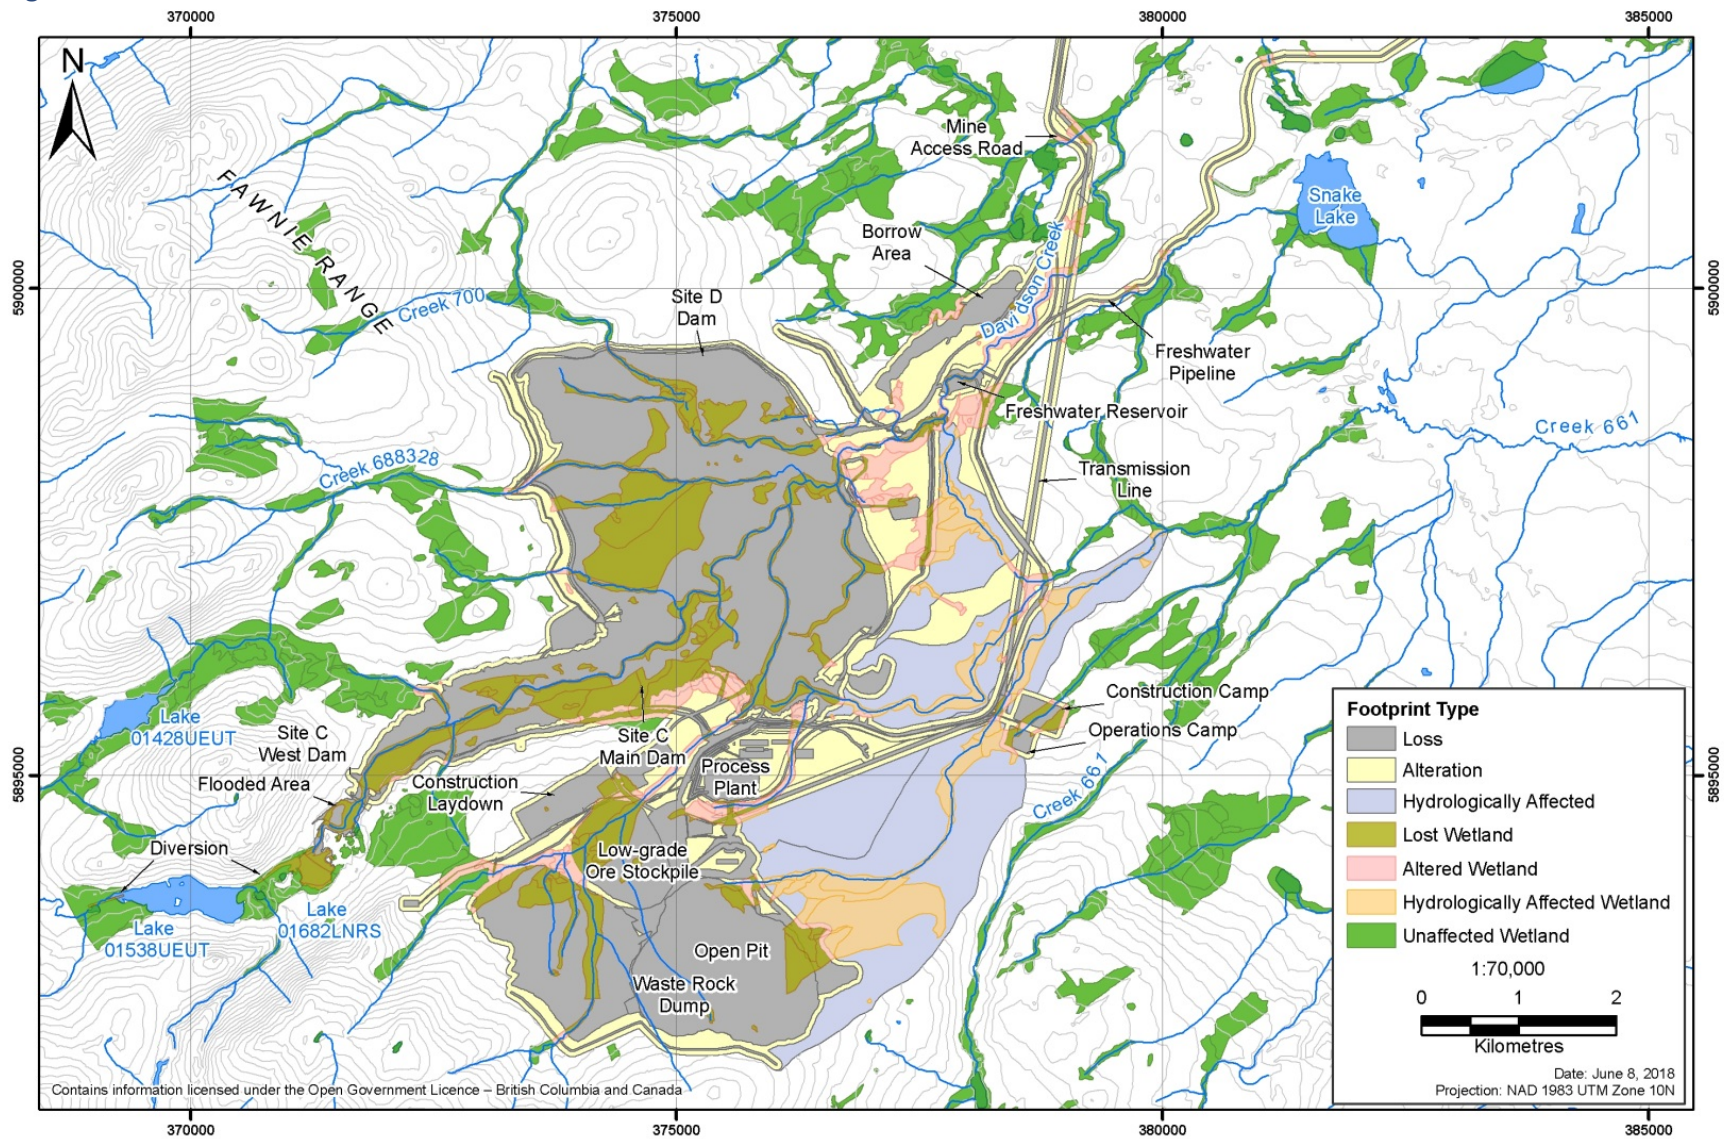 370000
375000
380000
385000
N
Mine
Access Road
FAWNIE RANGE
Snake
Lake
Borrow
Area
Davidson Creek
5900000
5900000
Creek 700
Site D
Dam
Freshwater
Pipeline
Freshwater Reservoir
Creek 661
Creek 688328
Transmission
Line
Construction Camp
Lake
01428UEUT
Site C
West Dam
Operations Camp
Site C
Main Dam
Process
Plant
Flooded Area
Construction
Laydown
5895000
5895000
Creek 661
Diversion
Low-grade
Ore Stockpile
Lake
01682LNRS
Lake
01538UEUT
Open Pit
Waste Rock
Dump
Footprint Type
Loss
Alteration
Hydrologically Affected
Lost Wetland
Altered Wetland
Hydrologically Affected Wetland
Unaffected Wetland
1:70,000
0 1 2
Kilometres
Date: June 8, 2018
Projection: NAD 1983 UTM Zone 10N
Contains information licensed under the Open Government Licence – British Columbia and Canada
370000
375000
380000
385000